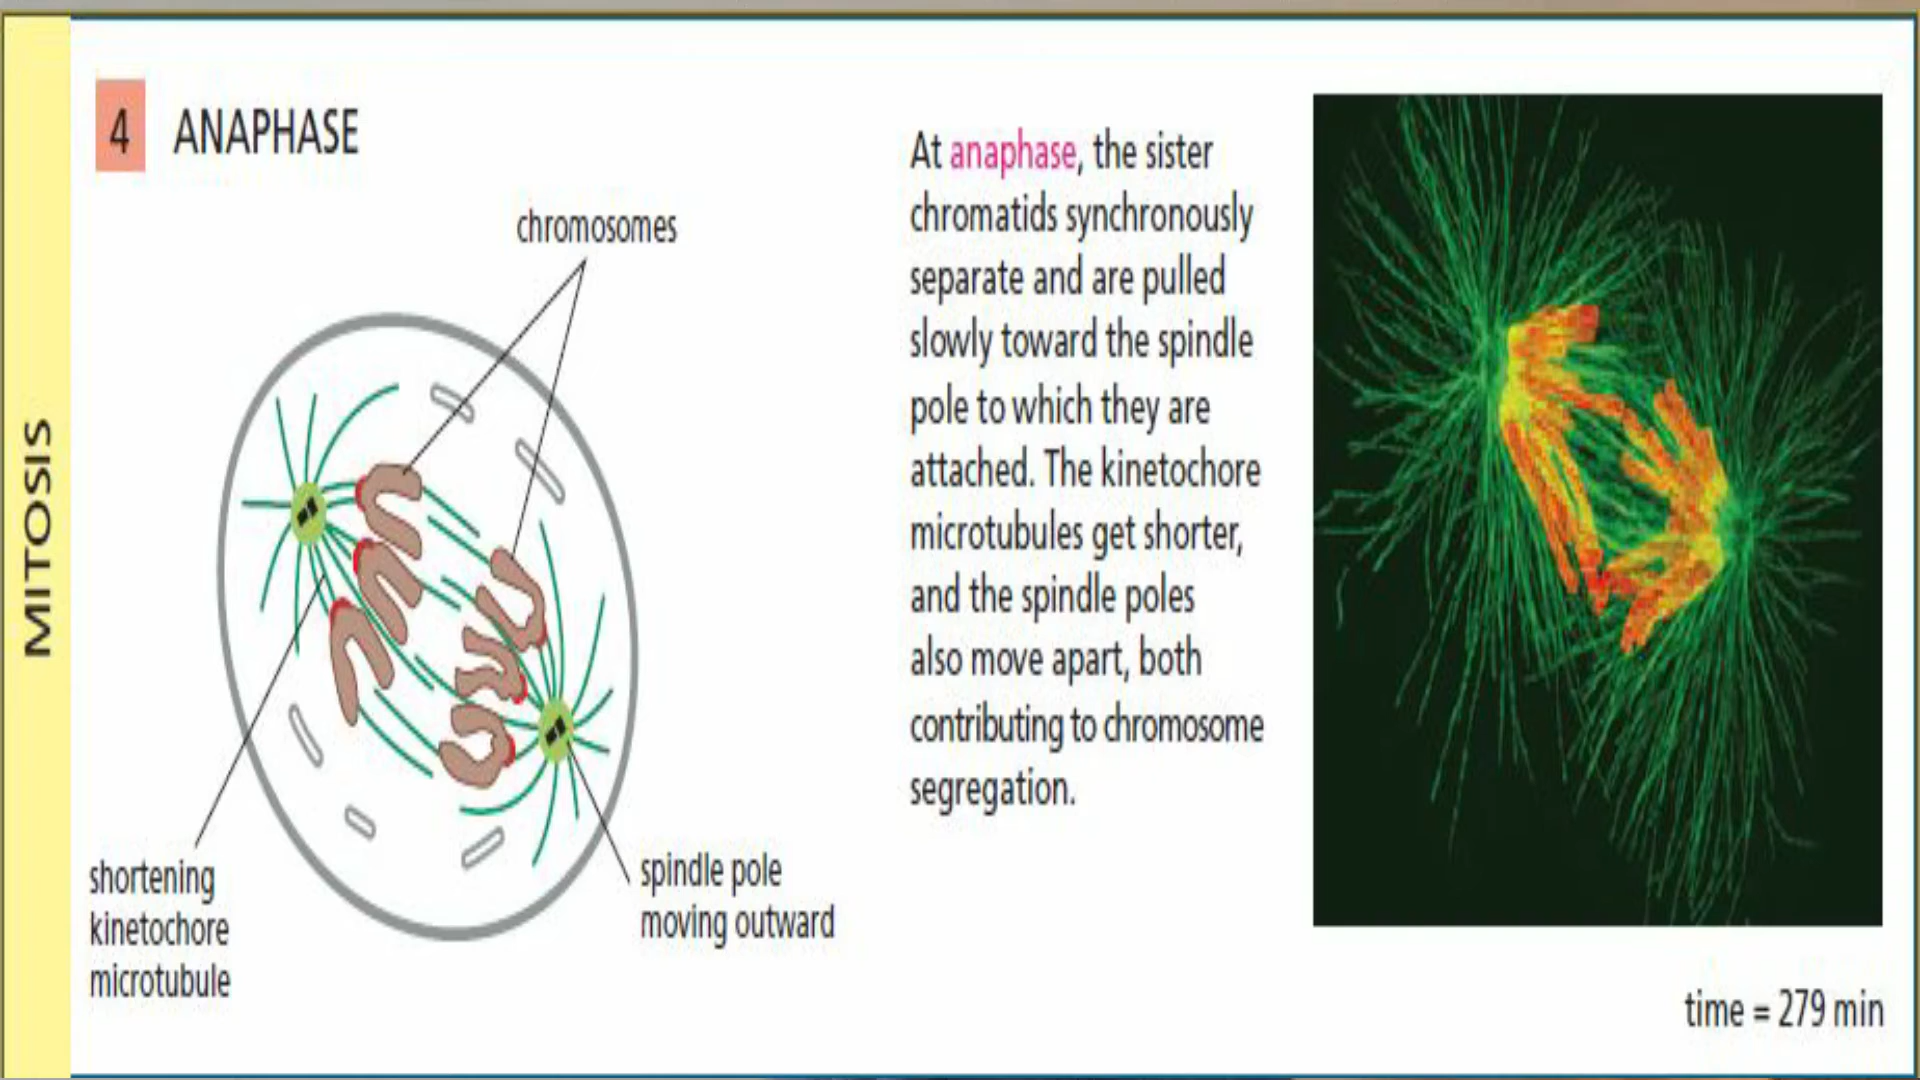 MITOSIS
4 ANAPHASE
chromosomes
shortening
kinetochore
microtubule
spindle pole
moving outward
At anaphase, the sister
chromatids synchronously
separate and are pulled
slowly toward the spindle
pole to which they are
attached. The kinetochore
microtubules get shorter,
and the spindle poles
also move apart, both
contributing to chromosome
segregation.
time = 279 min